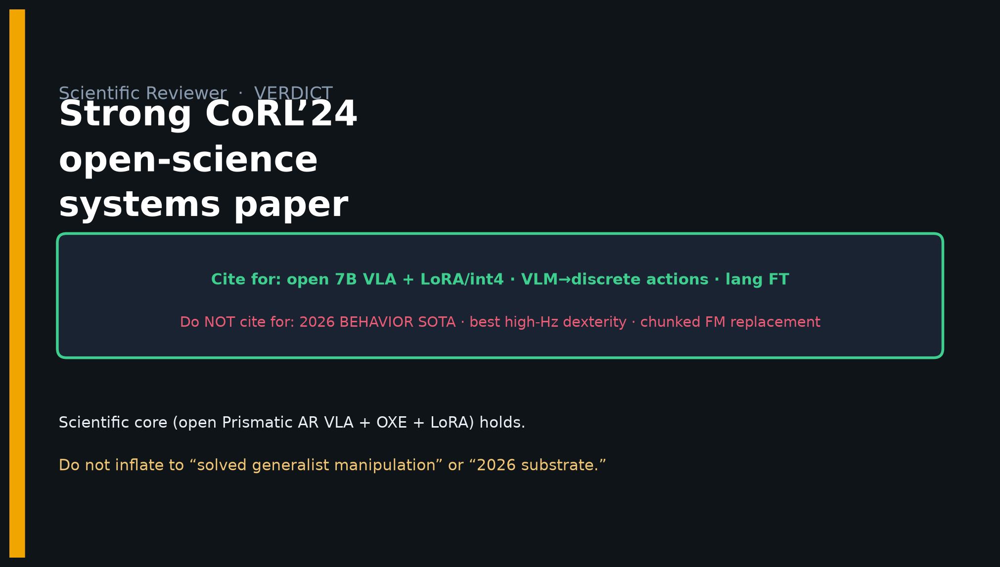 Scientific Reviewer · VERDICT
Strong CoRL’24
open-science
systems paper
Cite for: open 7B VLA + LoRA/int4 · VLM→discrete actions · lang FT
Do NOT cite for: 2026 BEHAVIOR SOTA · best high-Hz dexterity · chunked FM replacement
Scientific core (open Prismatic AR VLA + OXE + LoRA) holds.
Do not inflate to “solved generalist manipulation” or “2026 substrate.”